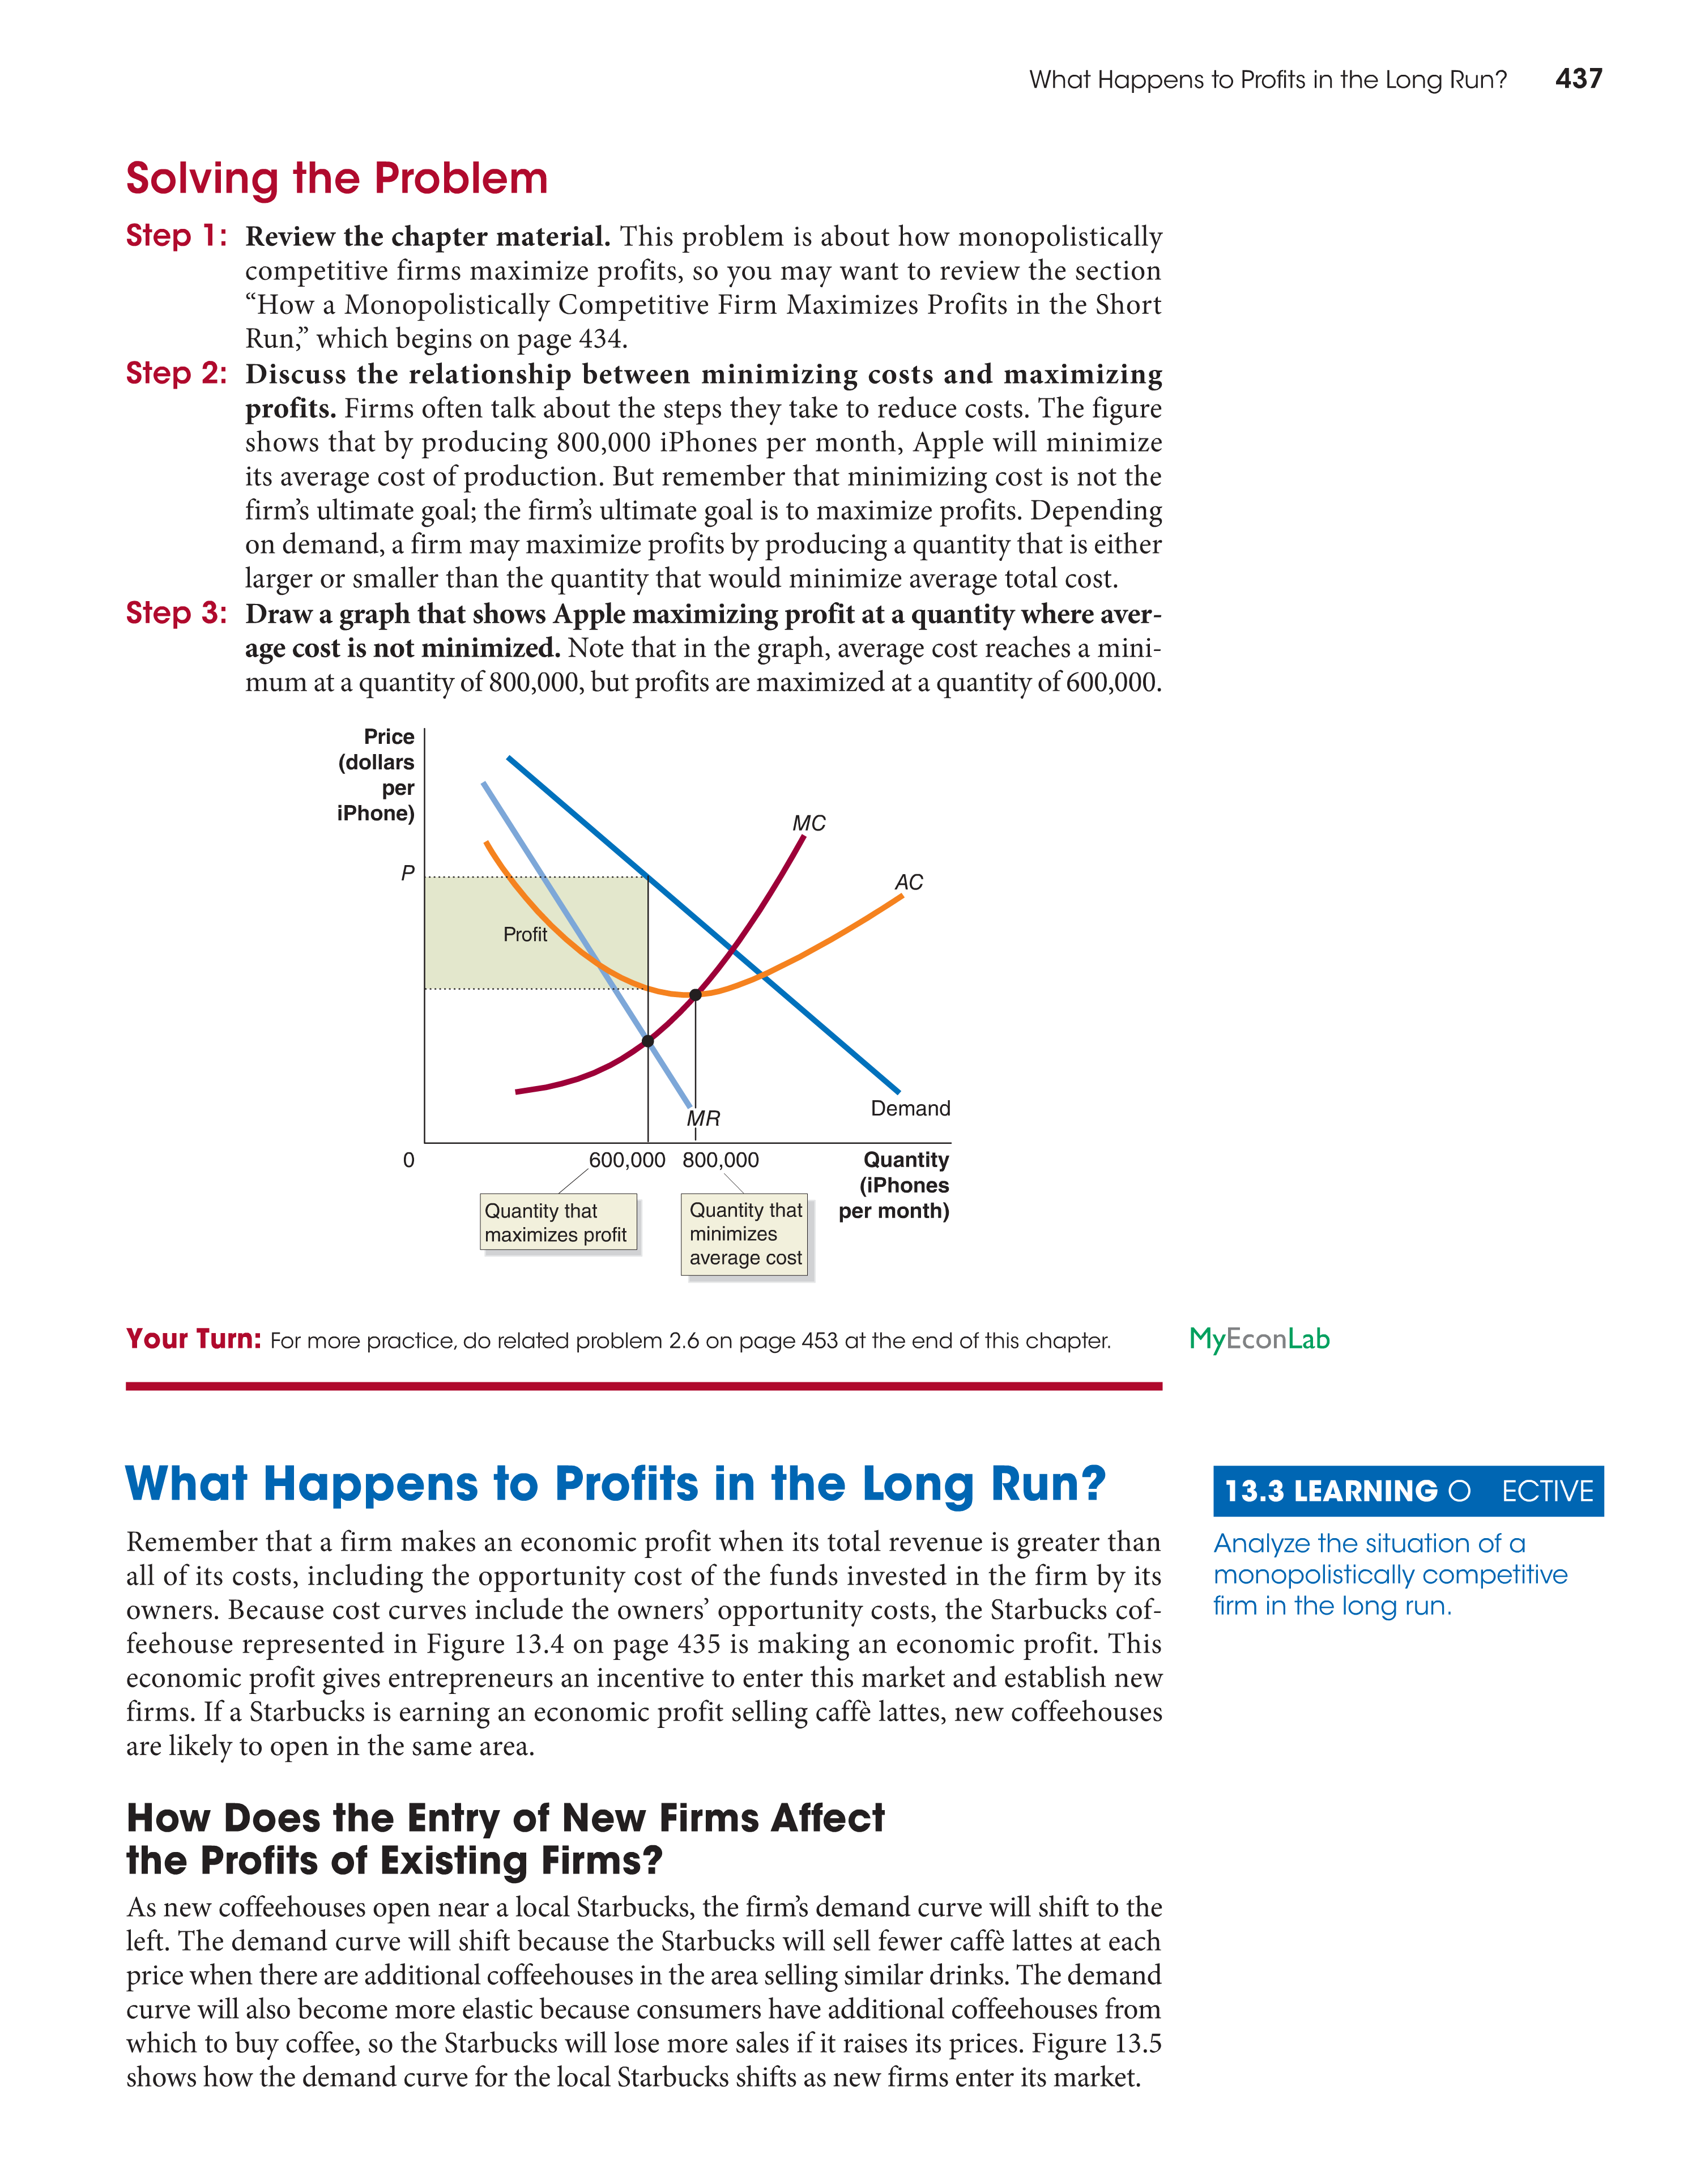 What Happens to Profits in the Long Run? 437
Solving the Problem
Step 1: Review the chapter material. This problem is about how monopolistically
competitive firms maximize profits, so you may want to review the section
“How a Monopolistically Competitive Firm Maximizes Profits in the Short
Run,” which begins on page 434.
Step 2: Discuss the relationship between minimizing costs and maximizing
profits. Firms often talk about the steps they take to reduce costs. The figure
shows that by producing 800,000 iPhones per month, Apple will minimize
its average cost of production. But remember that minimizing cost is not the
firm’s ultimate goal; the firm’s ultimate goal is to maximize profits. Depending
on demand, a firm may maximize profits by producing a quantity that is either
larger or smaller than the quantity that would minimize average total cost.
Step 3: Draw a graph that shows Apple maximizing profit at a quantity where aver-
age cost is not minimized. Note that in the graph, average cost reaches a mini-
mum at a quantity of 800,000, but profits are maximized at a quantity of 600,000.
Price
(dollars
per
iPhone)
MC
P
AC
Profit
MR
Demand
0 600,000 800,000 Quantity
(iPhones
per month)
Quantity that
maximizes profit
Quantity that
minimizes
average cost
Your Turn: For more practice, do related problem 2.6 on page 453 at the end of this chapter.
MyEconLab
What Happens to Profits in the Long Run?
Remember that a firm makes an economic profit when its total revenue is greater than
all of its costs, including the opportunity cost of the funds invested in the firm by its
owners. Because cost curves include the owners’ opportunity costs, the Starbucks cof-
feehouse represented in Figure 13.4 on page 435 is making an economic profit. This
economic profit gives entrepreneurs an incentive to enter this market and establish new
firms. If a Starbucks is earning an economic profit selling caffè lattes, new coffeehouses
are likely to open in the same area.
13.3 LEARNING O ECTIVE
Analyze the situation of a
monopolistically competitive
firm in the long run.
How Does the Entry of New Firms Affect
the Profits of Existing Firms?
As new coffeehouses open near a local Starbucks, the firm’s demand curve will shift to the
left. The demand curve will shift because the Starbucks will sell fewer caffè lattes at each
price when there are additional coffeehouses in the area selling similar drinks. The demand
curve will also become more elastic because consumers have additional coffeehouses from
which to buy coffee, so the Starbucks will lose more sales if it raises its prices. Figure 13.5
shows how the demand curve for the local Starbucks shifts as new firms enter its market.